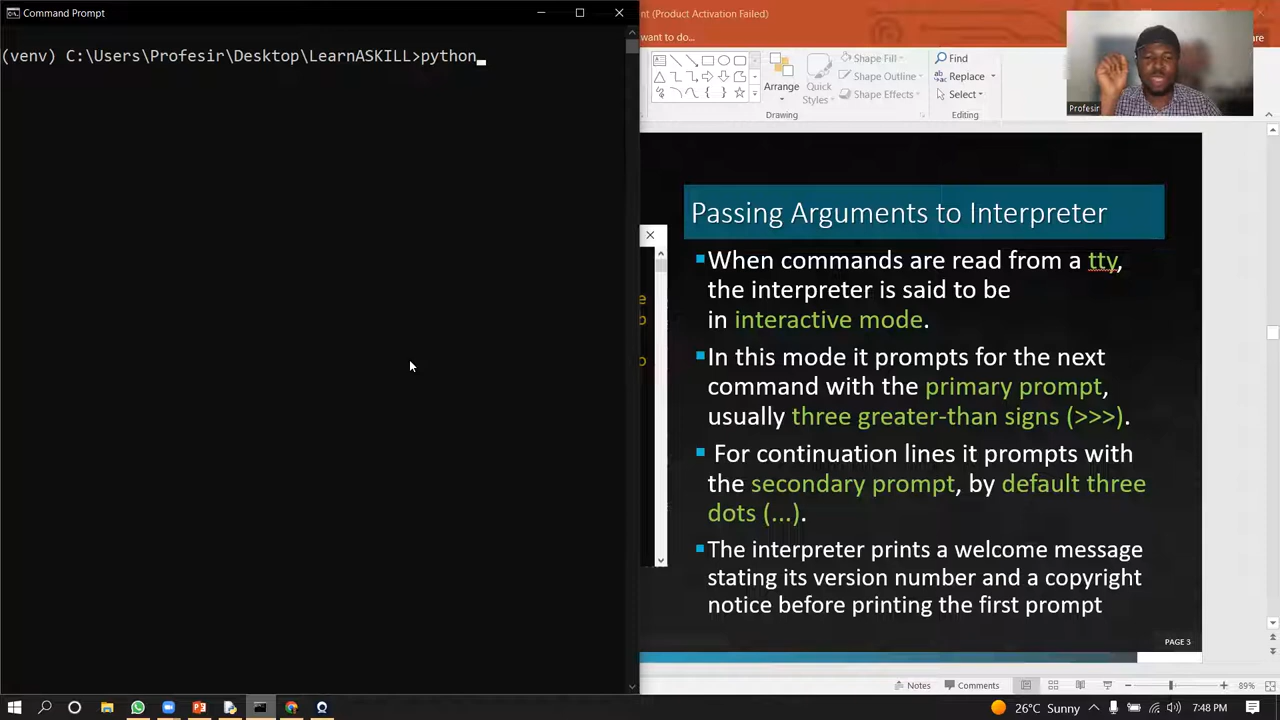 Command Prompt
(venv) C:\Users\Profesir\Desktop\LearnASKILL>python
nt (Product Activation Failed)
want to do...
Shape Fill
Shape Outline
Shape Effects
Arrange
Quick
Styles
Find
Replace
Select
Drawing
Editing
Profesir
Passing Arguments to Interpreter
When commands are read from a tty,
the interpreter is said to be
in interactive mode.
In this mode it prompts for the next
command with the primary prompt,
usually three greater-than signs (>>>).
For continuation lines it prompts with
the secondary prompt, by default three
dots (...).
The interpreter prints a welcome message
stating its version number and a copyright
notice before printing the first prompt
PAGE 3
Notes
Comments
89%
26°C Sunny
7:48 PM